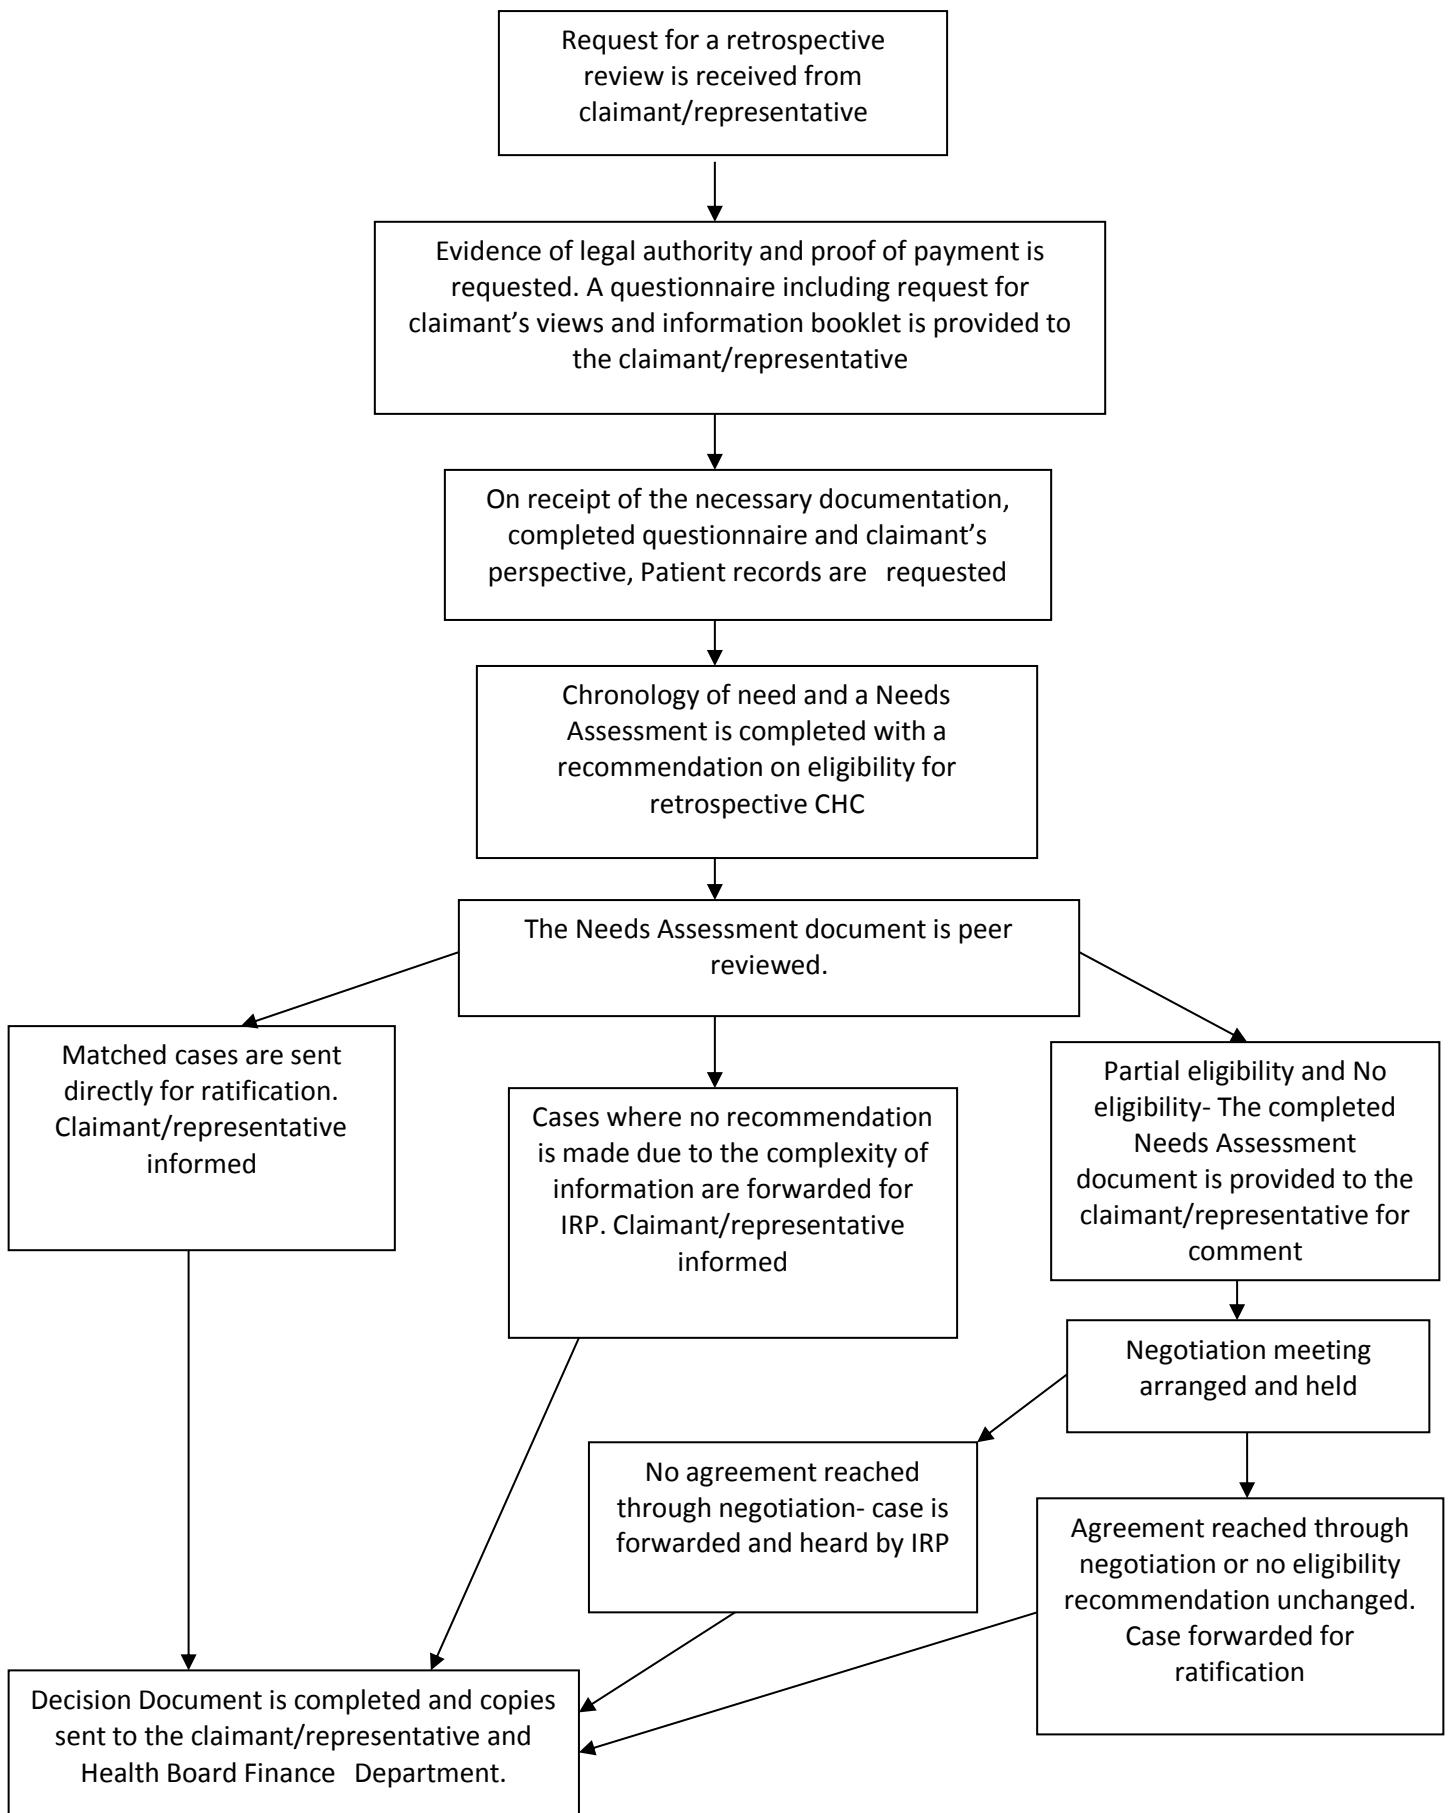 Request for a retrospective
review is received from
claimant/representative
Evidence of legal authority and proof of payment is
requested. A questionnaire including request for
claimant’s views and information booklet is provided to
the claimant/representative
On receipt of the necessary documentation,
completed questionnaire and claimant’s
perspective, Patient records are requested
Chronology of need and a Needs
Assessment is completed with a
recommendation on eligibility for
retrospective CHC
The Needs Assessment document is peer
reviewed.
Matched cases are sent
directly for ratification.
Claimant/representative
informed
Cases where no recommendation
is made due to the complexity of
information are forwarded for
IRP. Claimant/representative
informed
Partial eligibility and No
eligibility- The completed
Needs Assessment
document is provided to the
claimant/representative for
comment
Negotiation meeting
arranged and held
No agreement reached
through negotiation- case is
forwarded and heard by IRP
Agreement reached through
negotiation or no eligibility
recommendation unchanged.
Case forwarded for
ratification
Decision Document is completed and copies
sent to the claimant/representative and
Health Board Finance Department.